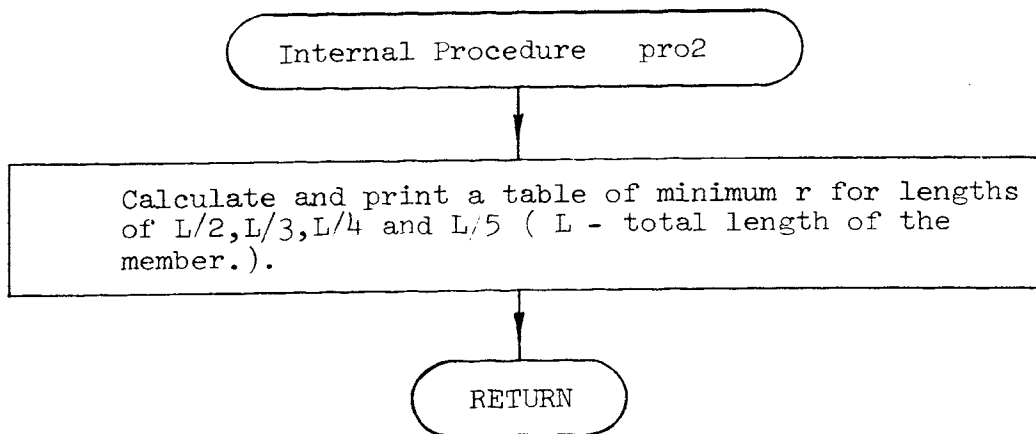 Internal Procedure pro2
Calculate and print a table of minimum r for lengths
of L/2,L/3,L/4 and L/5 ( L - total length of the
member.).
RETURN